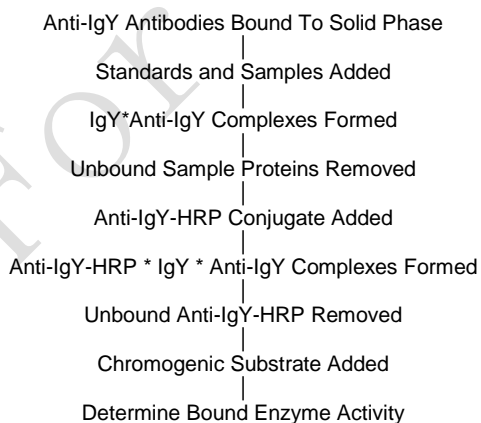 Anti-IgY Antibodies Bound To Solid Phase
Standards and Samples Added
IgY*Anti-IgY Complexes Formed
Unbound Sample Proteins Removed
Anti-IgY-HRP Conjugate Added
Anti-IgY-HRP * IgY * Anti-IgY Complexes Formed
Unbound Anti-IgY-HRP Removed
Chromogenic Substrate Added
Determine Bound Enzyme Activity
For